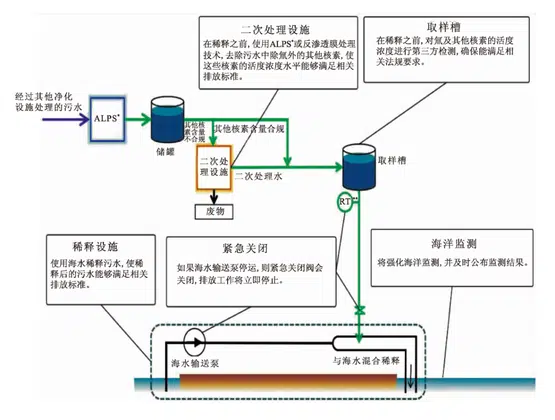 二次处理设施
在稀释之前,使用ALPS*或反渗透膜处理
技术,去除污水中除氚外的其他核素,使
这些核素的活度浓度水平能够满足相关
排放标准。
取样槽
在稀释之前,对氚及其他核素的活度
浓度进行第三方检测,确保能满足相
关法规要求。
经过其他净化
设施处理的污水
ALPS*
储罐
其他核
素含量
不合规
其他核素含量合规
二次处
理设施
二次处理水
废物
取样槽
RT**
稀释设施
使用海水稀释污水,使稀
释后的污水能够满足相关
排放标准。
紧急关闭
如果海水输送泵停运,则紧急关闭阀会
关闭,排放工作将立即停止。
海洋监测
将强化海洋监测,并及时公布监测结果。
海水输送泵
与海水混合稀释